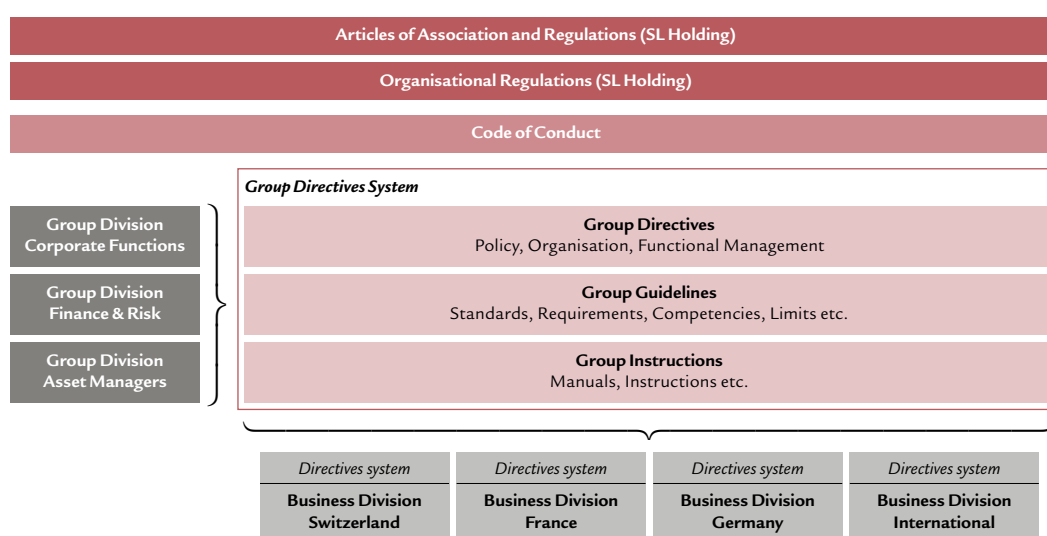 Articles of Association and Regulations (SL Holding)
Organisational Regulations (SL Holding)
Code of Conduct
Group Directives System
Group Division
Corporate Functions
Group Directives
Policy, Organisation, Functional Management
Group Division
Finance & Risk
Group Guidelines
Standards, Requirements, Competencies, Limits etc.
Group Division
Asset Managers
Group Instructions
Manuals, Instructions etc.
Directives system
Business Division
Switzerland
Directives system
Business Division
France
Directives system
Business Division
Germany
Directives system
Business Division
International